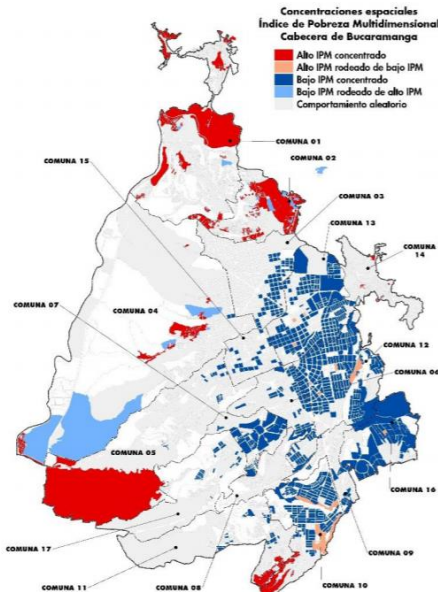 Concentraciones espaciales
Índice de Pobreza Multidimensional
Cabecera de Bucaramanga
Alto IPM concentrado
Alto IPM rodeado de bajo IPM
Bajo IPM concentrado
Bajo IPM rodeado de alto IPM
Comportamiento aleatorio
COMUNA 01
COMUNA 15
COMUNA 02
COMUNA 03
COMUNA 13
COMUNA 14
COMUNA 07
COMUNA 04
COMUNA 12
COMUNA 06
COMUNA 05
COMUNA 16
COMUNA 17
COMUNA 09
COMUNA 11
COMUNA 08
COMUNA 10